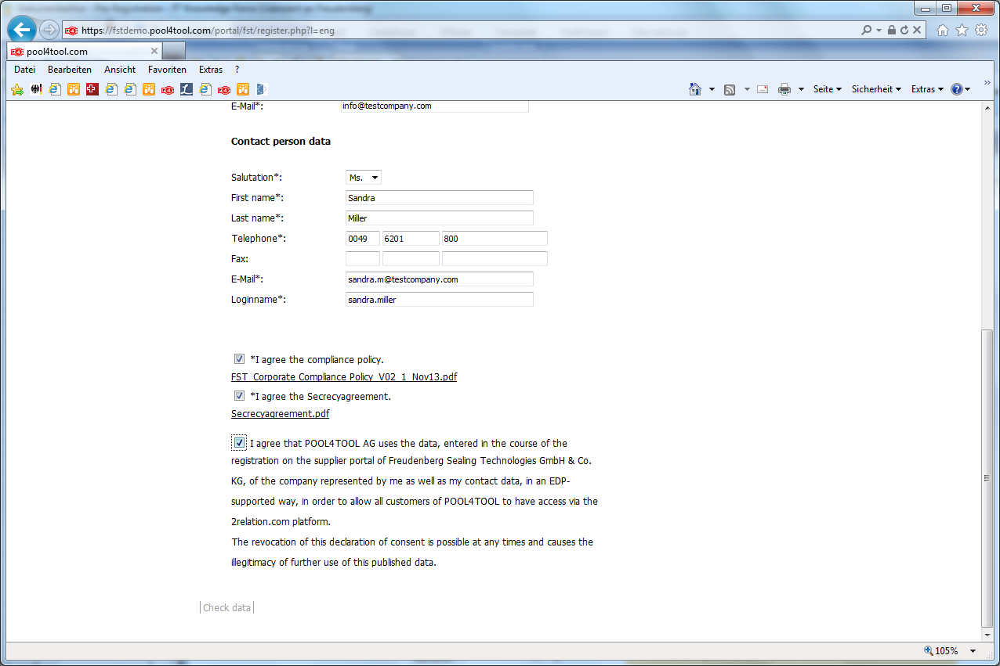 https://fstdemo.pool4tool.com/portal/fst/register.php?l=eng
pool4tool.com
Datei Bearbeiten Ansicht Favoriten Extras ?
Seite Sicherheit Extras
E-Mail*: info@testcompany.com
Contact person data
Salutation*: Ms.
First name*: Sandra
Last name*: Miller
Telephone*: 0049 6201 800
Fax:
E-Mail*: sandra.m@testcompany.com
Loginname*: sandra.miller
*I agree the compliance policy.
FST_Corporate Compliance Policy_V02_1_Nov13.pdf
*I agree the Secrecyagreement.
Secrecyagreement.pdf
I agree that POOL4TOOL AG uses the data, entered in the course of the
registration on the supplier portal of Freudenberg Sealing Technologies GmbH & Co.
KG, of the company represented by me as well as my contact data, in an EDP-
supported way, in order to allow all customers of POOL4TOOL to have access via the
2relation.com platform.
The revocation of this declaration of consent is possible at any times and causes the
illegitimacy of further use of this published data.
Check data
105%